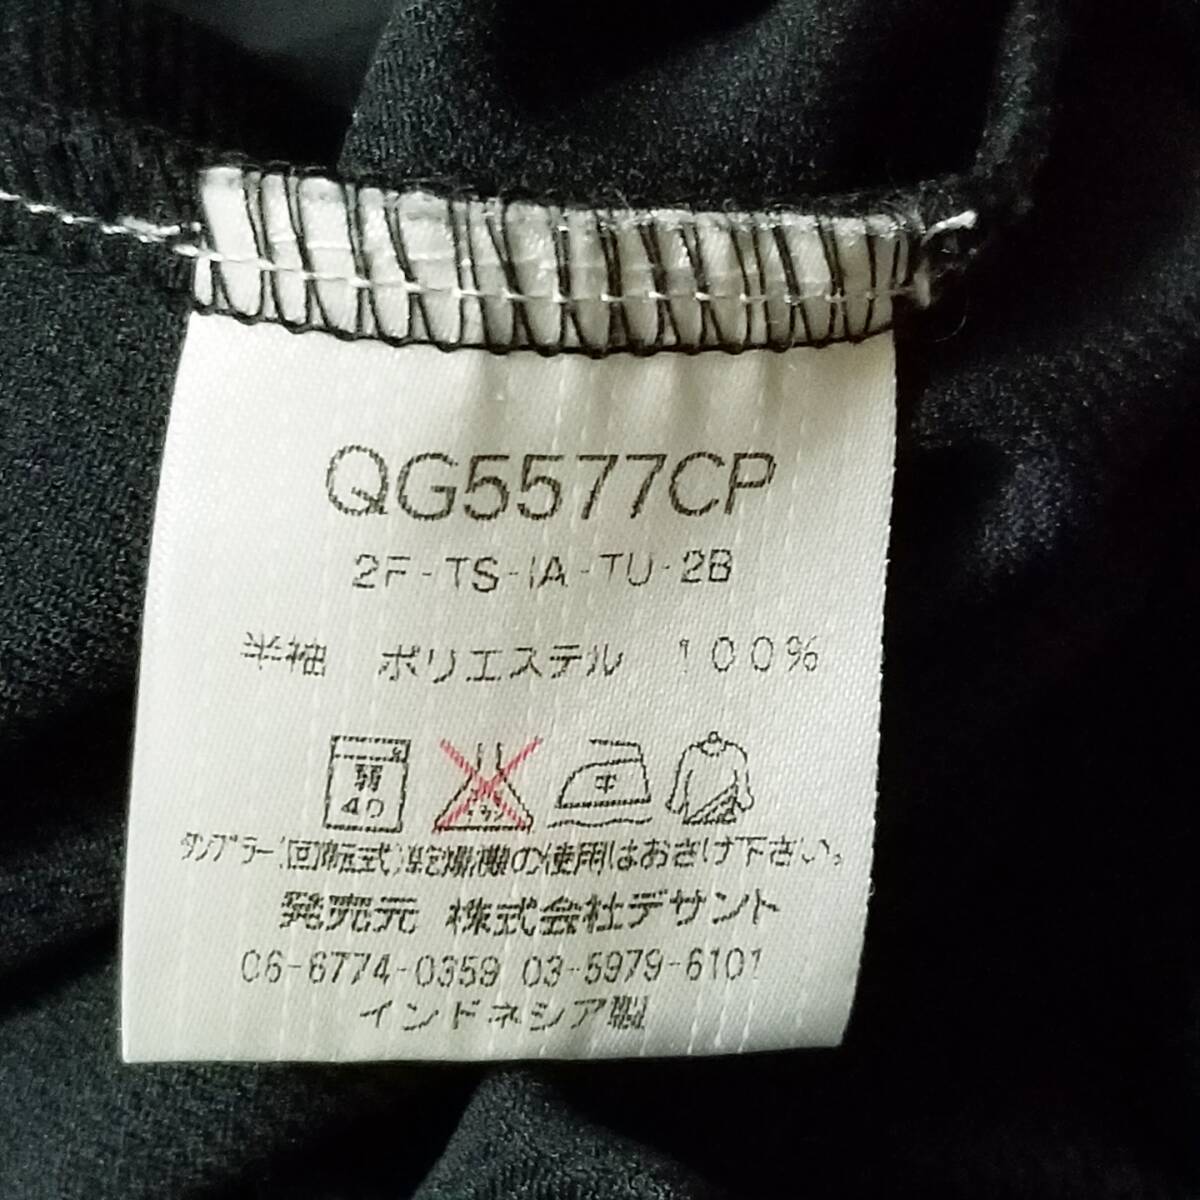 QG5577CP
2F-TS-IA-TU-2B
半袖 ポリエステル 100%
弱 40 エンソ 中
タンブラー(回転式)乾燥機の使用はおさけ下さい。
発売元 株式会社デサント
06-6774-0359 03-5979-6101
インドネシア製